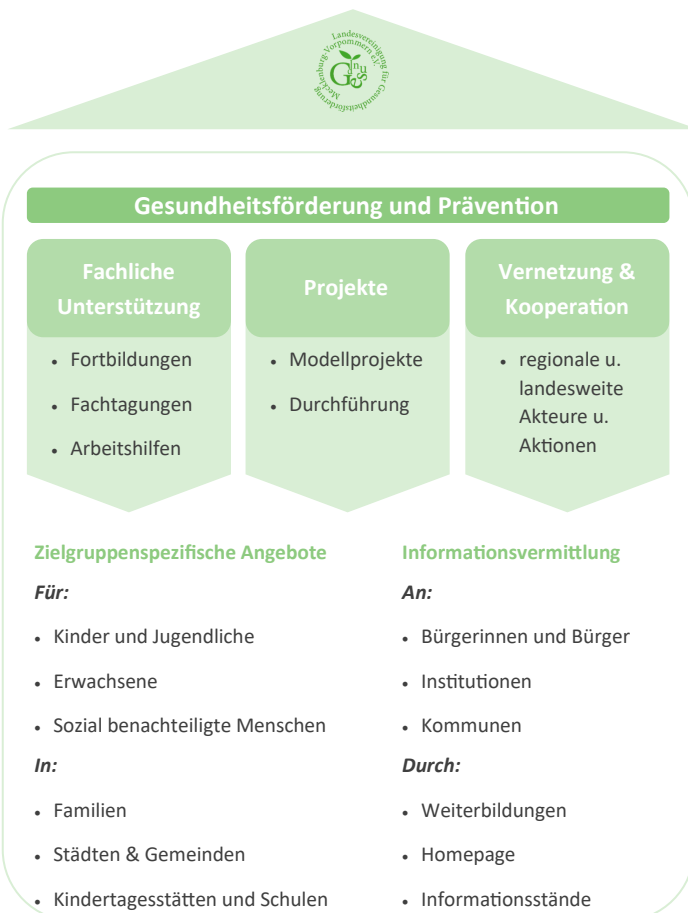 Landesvereinigung für Gesundheitsförderung
Mecklenburg-Vorpommern e.V.
Gesund
Gesundheitsförderung und Prävention
Fachliche
Unterstützung
• Fortbildungen
• Fachtagungen
• Arbeitshilfen
Projekte
• Modellprojekte
• Durchführung
Vernetzung &
Kooperation
• regionale u.
landesweite
Akteure u.
Aktionen
Zielgruppenspezifische Angebote
Für:
• Kinder und Jugendliche
• Erwachsene
• Sozial benachteiligte Menschen
In:
• Familien
• Städten & Gemeinden
• Kindertagesstätten und Schulen
Informationsvermittlung
An:
• Bürgerinnen und Bürger
• Institutionen
• Kommunen
Durch:
• Weiterbildungen
• Homepage
• Informationsstände